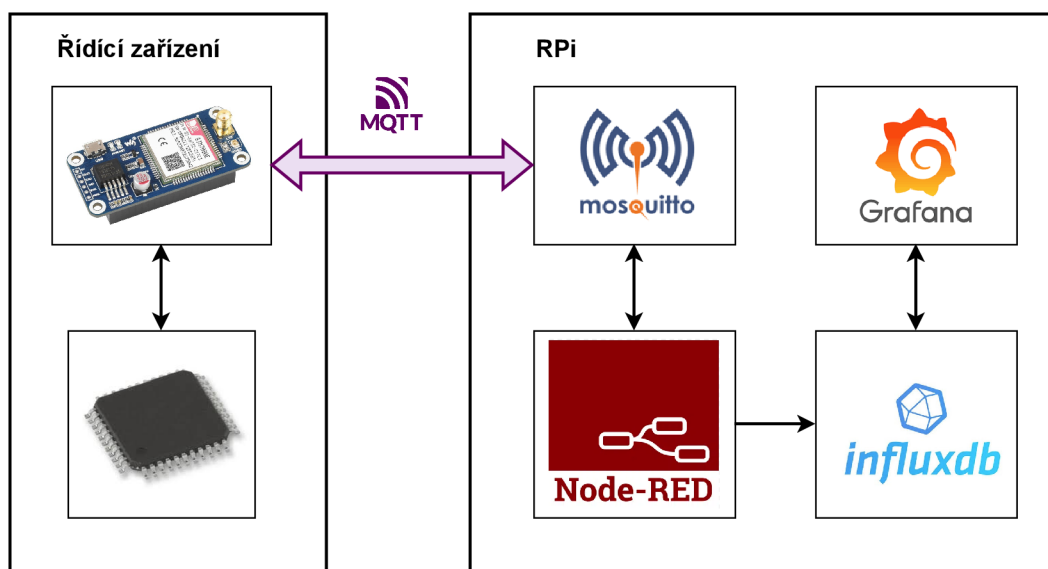 Řídící zařízení
RPi
MQTT
mosquitto
Grafana
Node-RED
influxdb